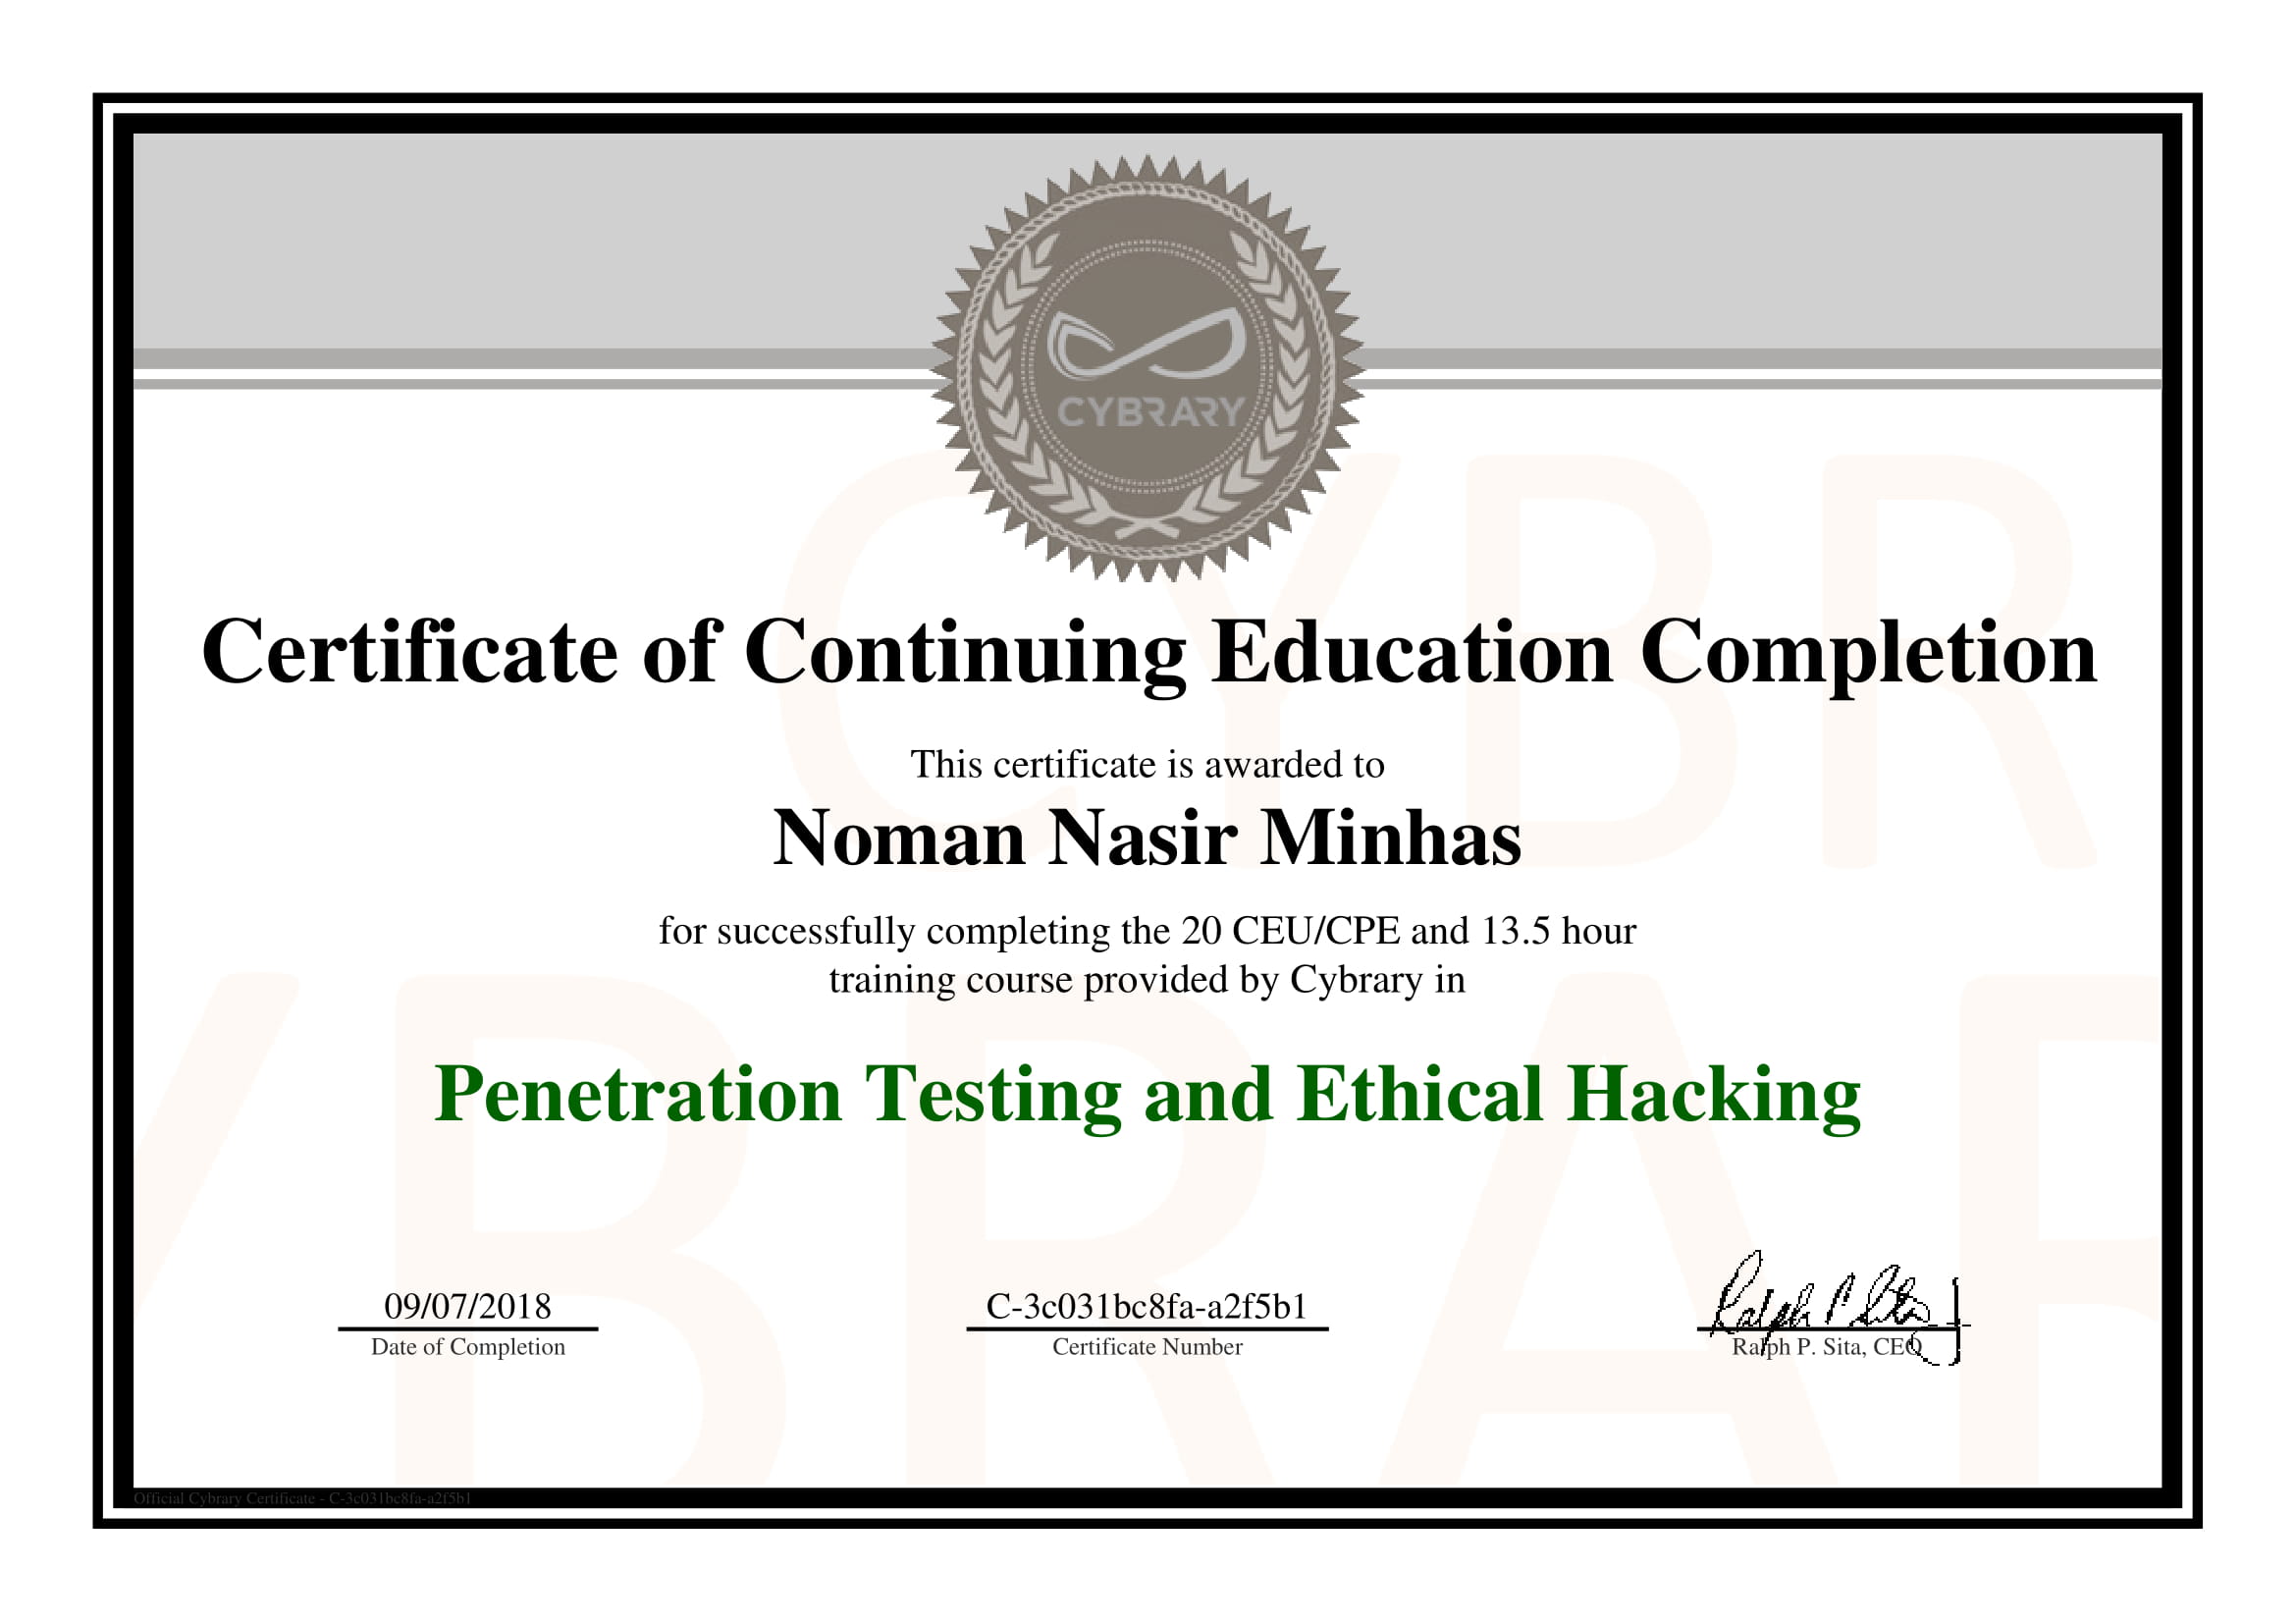 CYBRARY
Certificate of Continuing Education Completion
This certificate is awarded to
Noman Nasir Minhas
for successfully completing the 20 CEU/CPE and 13.5 hour
training course provided by Cybrary in
Penetration Testing and Ethical Hacking
09/07/2018
Date of Completion
C-3c031bc8fa-a2f5b1
Certificate Number
Ralph P. Sita
Ralph P. Sita, CEO
Official Cybrary Certificate - C-3c031bc8fa-a2f5b1
CYBR
YBRAR